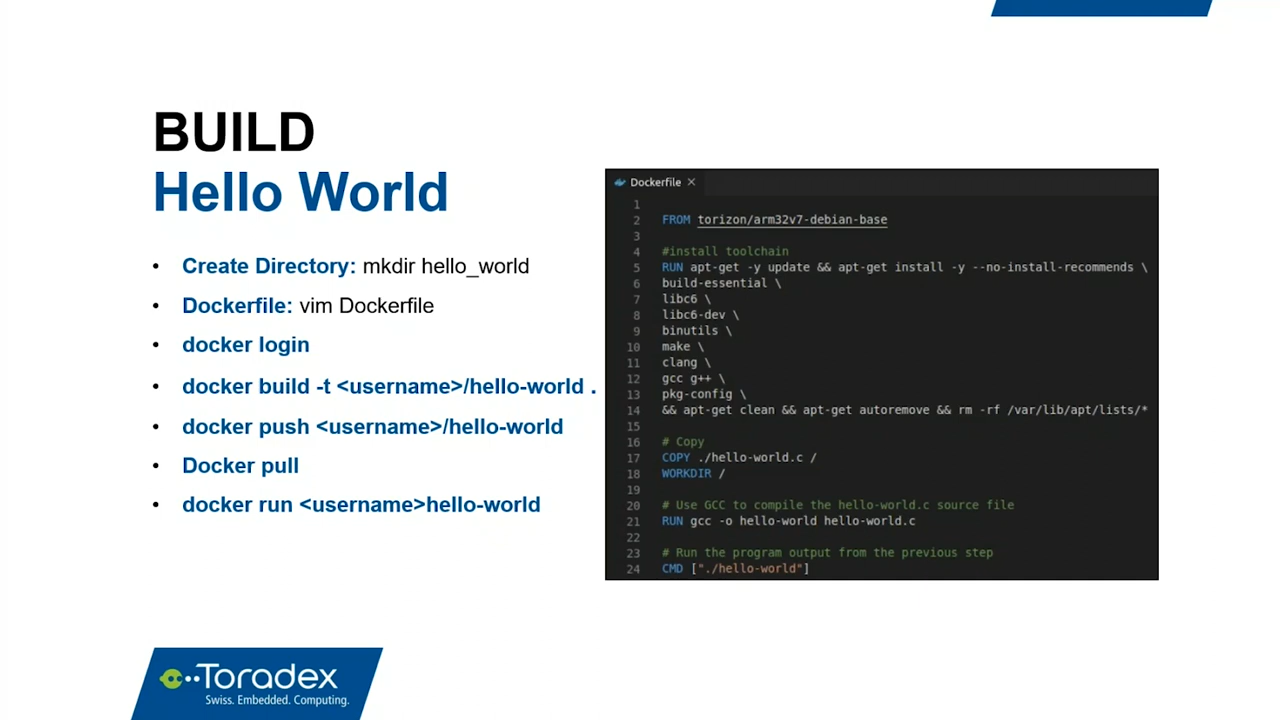 BUILD
Hello World
• Create Directory: mkdir hello_world
• Dockerfile: vim Dockerfile
• docker login
• docker build -t <username>/hello-world .
• docker push <username>/hello-world
• Docker pull
• docker run <username>hello-world
Dockerfile ×
1
2 FROM torizon/arm32v7-debian-base
3
4 #install toolchain
5 RUN apt-get -y update && apt-get install -y --no-install-recommends \
6 build-essential \
7 libc6 \
8 libc6-dev \
9 binutils \
10 make \
11 clang \
12 gcc g++ \
13 pkg-config \
14 && apt-get clean && apt-get autoremove && rm -rf /var/lib/apt/lists/*
15
16 # Copy
17 COPY ./hello-world.c /
18 WORKDIR /
19
20 # Use GCC to compile the hello-world.c source file
21 RUN gcc -o hello-world hello-world.c
22
23 # Run the program output from the previous step
24 CMD ["./hello-world"]
Toradex
Swiss. Embedded. Computing.